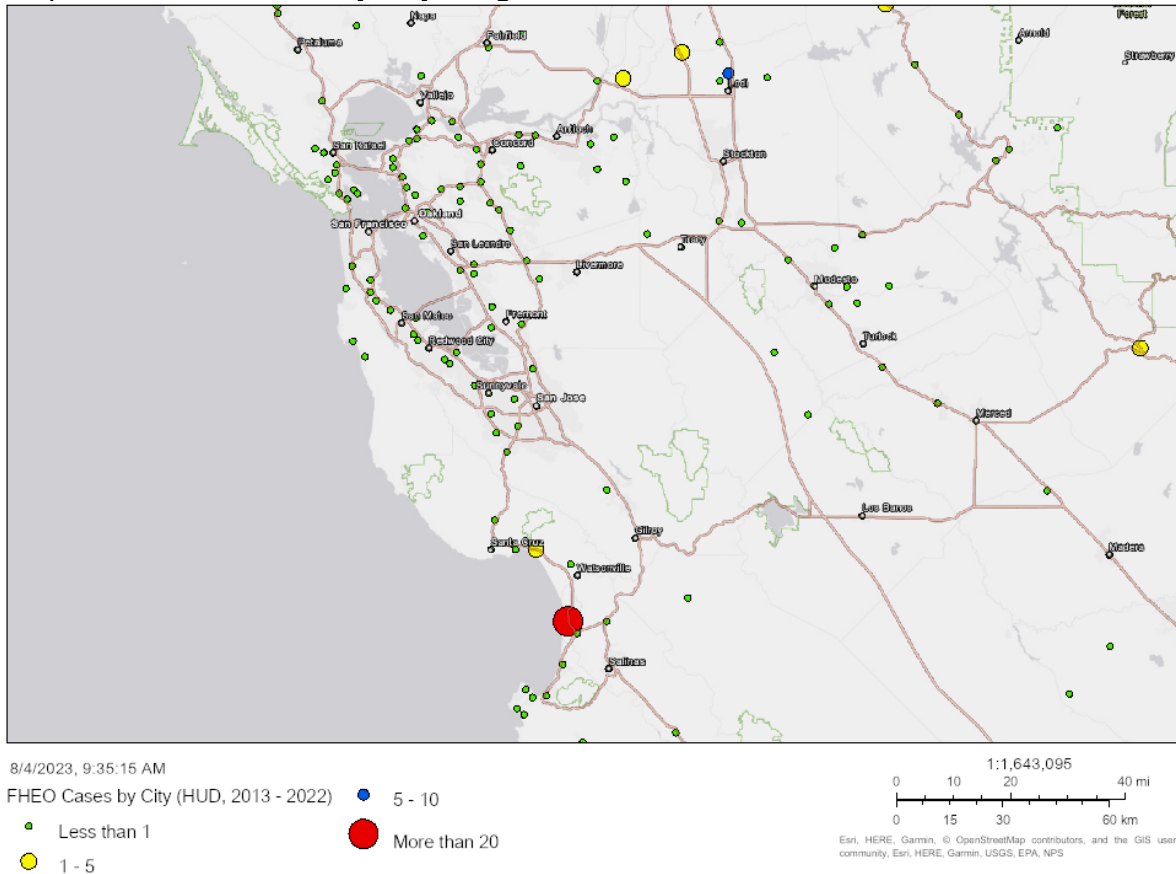 Napa
Forest
Petaluma
Fairfield
Arnold
Strawberry
Lodi
Vallejo
Antioch
San Rafael
Concord
Stockton
Oakland
San Francisco
San Leandro
Tracy
Livermore
Modesto
San Mateo
Fremont
Redwood City
Turlock
Sunnyvale
San Jose
Merced
Los Banos
Gilroy
Santa Cruz
Madera
Watsonville
Salinas
8/4/2023, 9:35:15 AM
1:1,643,095
0 10 20 40 mi
0 15 30 60 km
FHEO Cases by City (HUD, 2013 - 2022)
Less than 1
1 - 5
5 - 10
More than 20
Esri, HERE, Garmin, © OpenStreetMap contributors, and the GIS user
community, Esri, HERE, Garmin, USGS, EPA, NPS